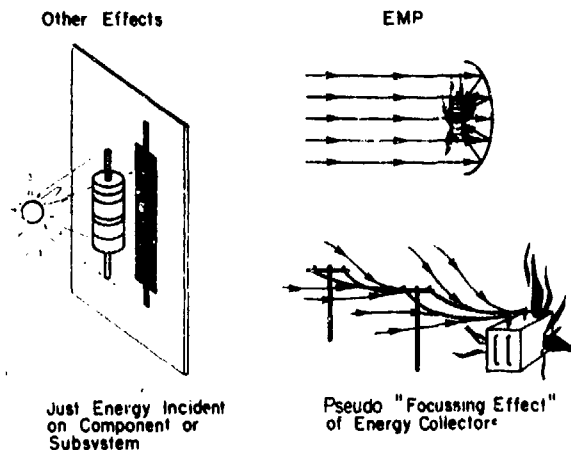 Other Effects
EMP
Just Energy Incident
on Component or
Subsystem
Pseudo "Focussing Effect"
of Energy Collectors